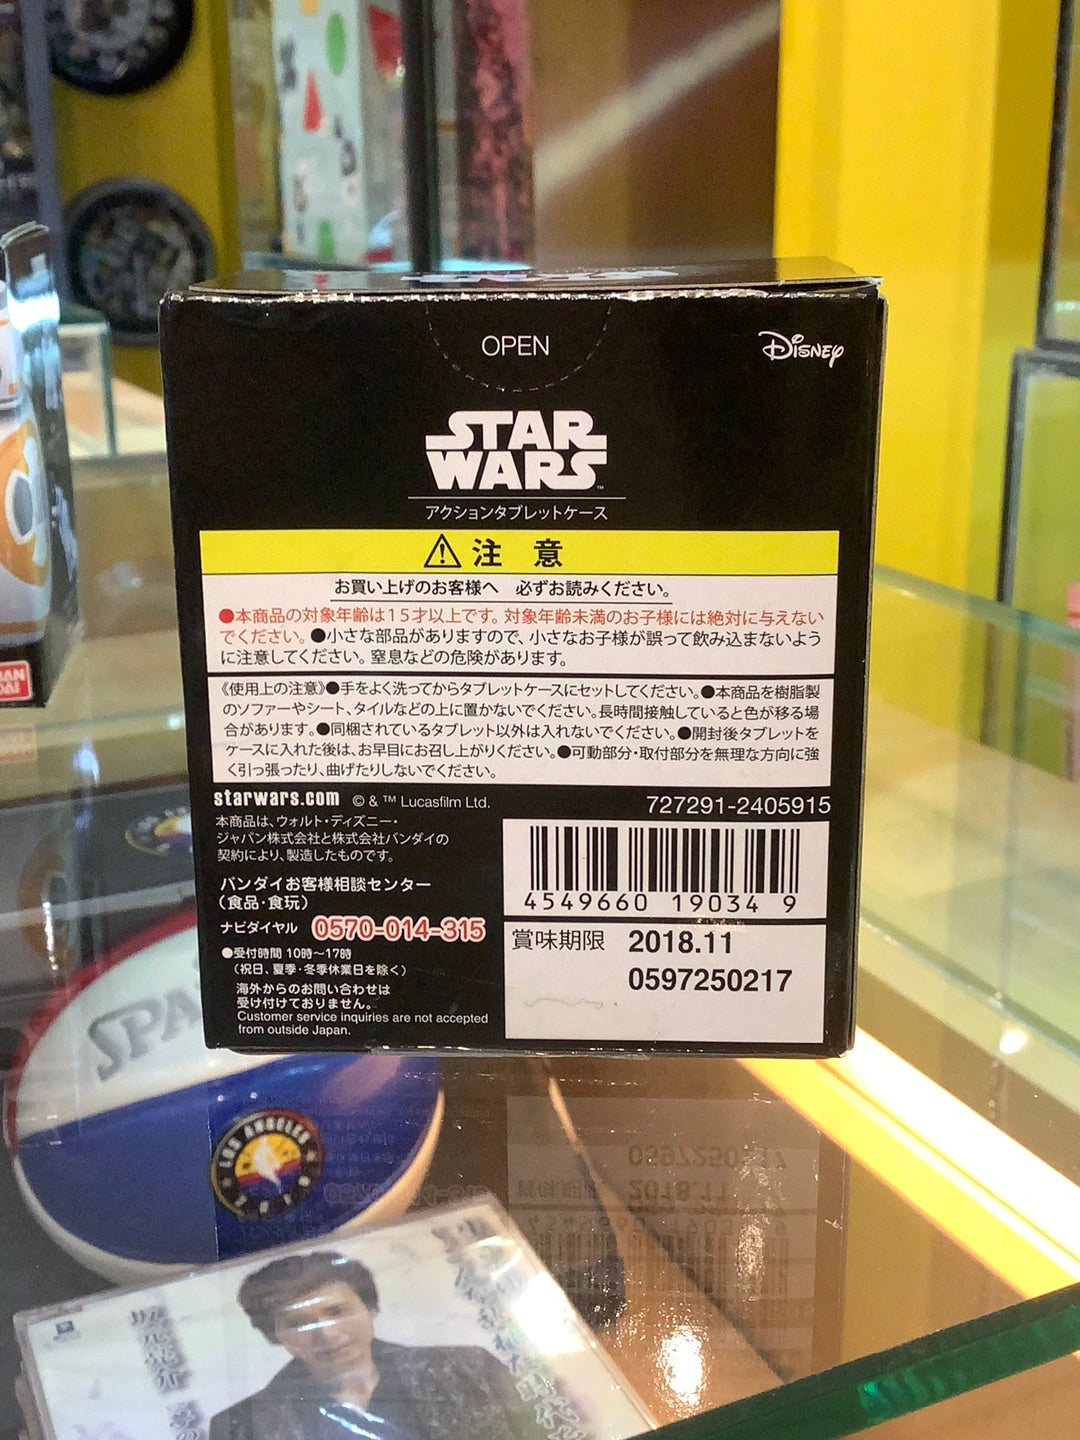 OPEN
Disney
STAR
WARS
アクションタブレットケース
注 意
お買い上げのお客様へ 必ずお読みください。
●本商品の対象年齢は15才以上です。対象年齢未満のお子様には絶対に与えない
でください。●小さな部品がありますので、小さなお子様が誤って飲み込まないよう
に注意してください。窒息などの危険があります。
《使用上の注意》●手をよく洗ってからタブレットケースにセットしてください。●本商品を樹脂製
のソファーやシート、タイルなどの上に置かないでください。長時間接触していると色が移る場
合があります。●同梱されているタブレット以外は入れないでください。●開封後タブレットを
ケースに入れた後は、お早目にお召し上がりください。●可動部分・取付部分を無理な方向に強
く引っ張ったり、曲げたりしないでください。
starwars.com © & ™ Lucasfilm Ltd.
727291-2405915
本商品は、ウォルト・ディズニー・
ジャパン株式会社と株式会社バンダイの
契約により、製造したものです。
バンダイお客様相談センター
(食品・食玩)
ナビダイヤル 0570-014-315
●受付時間 10時~17時
(祝日、夏季・冬季休業日を除く)
海外からのお問い合わせは
受け付けておりません。
Customer service inquiries are not accepted
from outside Japan.
4549660 19034 9
賞味期限 2018.11
0597250217
SPA
LOS ANGELES